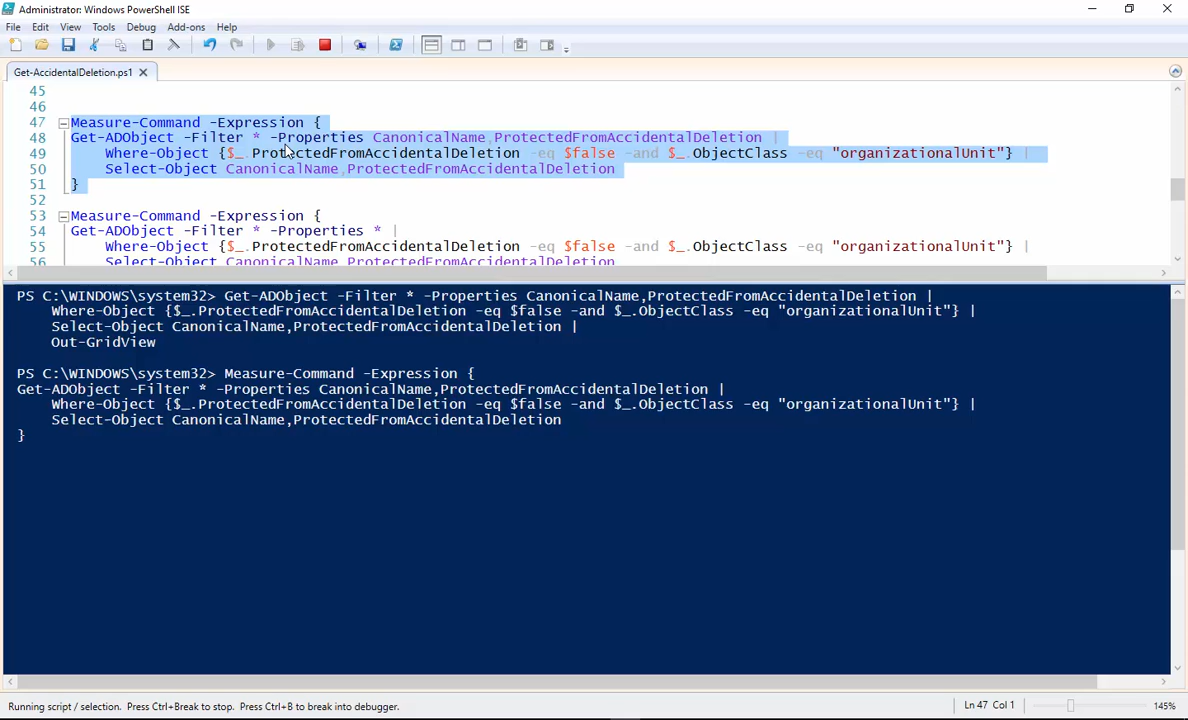 Administrator: Windows PowerShell ISE
File Edit View Tools Debug Add-ons Help
Get-AccidentalDeletion.ps1
45
46
47 Measure-Command -Expression {
48 Get-ADObject -Filter * -Properties CanonicalName,ProtectedFromAccidentalDeletion |
49 Where-Object {$_.ProtectedFromAccidentalDeletion -eq $false -and $_.ObjectClass -eq "organizationalUnit"} |
50 Select-Object CanonicalName,ProtectedFromAccidentalDeletion
51 }
52
53 Measure-Command -Expression {
54 Get-ADObject -Filter * -Properties * |
55 Where-Object {$_.ProtectedFromAccidentalDeletion -eq $false -and $_.ObjectClass -eq "organizationalUnit"} |
56 Select-Object CanonicalName,ProtectedFromAccidentalDeletion
PS C:\WINDOWS\system32> Get-ADObject -Filter * -Properties CanonicalName,ProtectedFromAccidentalDeletion |
Where-Object {$_.ProtectedFromAccidentalDeletion -eq $false -and $_.ObjectClass -eq "organizationalUnit"} |
Select-Object CanonicalName,ProtectedFromAccidentalDeletion |
Out-GridView
PS C:\WINDOWS\system32> Measure-Command -Expression {
Get-ADObject -Filter * -Properties CanonicalName,ProtectedFromAccidentalDeletion |
Where-Object {$_.ProtectedFromAccidentalDeletion -eq $false -and $_.ObjectClass -eq "organizationalUnit"} |
Select-Object CanonicalName,ProtectedFromAccidentalDeletion
}
Running script / selection. Press Ctrl+Break to stop. Press Ctrl+B to break into debugger.
Ln 47 Col 1
145%